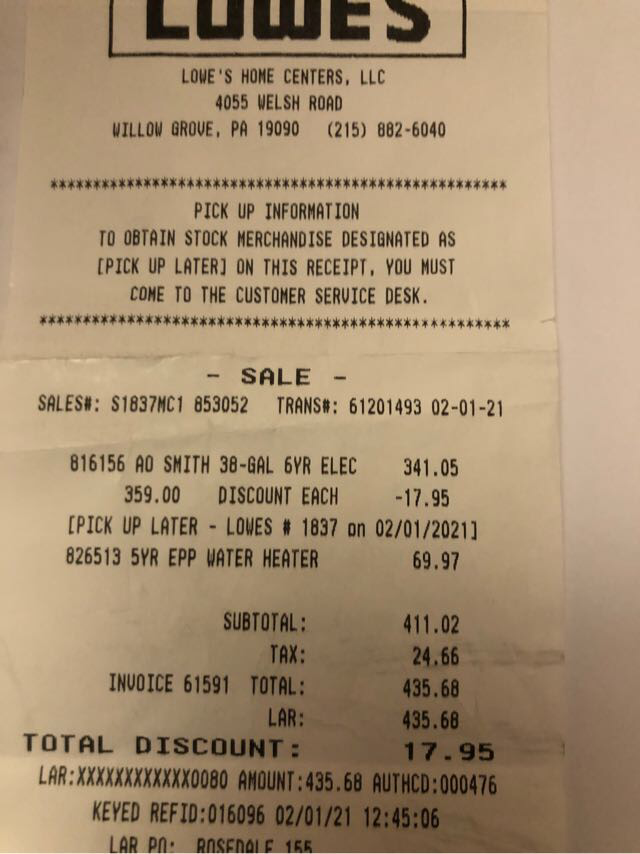 LOWE'S
LOWE'S HOME CENTERS, LLC
4055 WELSH ROAD
WILLOW GROVE, PA 19090 (215) 882-6040
**************************************************
PICK UP INFORMATION
TO OBTAIN STOCK MERCHANDISE DESIGNATED AS
[PICK UP LATER] ON THIS RECEIPT, YOU MUST
COME TO THE CUSTOMER SERVICE DESK.
**************************************************
- SALE -
SALES#: S1837MC1 853052 TRANS#: 61201493 02-01-21
816156 AO SMITH 38-GAL 6YR ELEC 341.05
359.00 DISCOUNT EACH -17.95
[PICK UP LATER - LOWES # 1837 on 02/01/2021]
826513 5YR EPP WATER HEATER 69.97
SUBTOTAL: 411.02
TAX: 24.66
INVOICE 61591 TOTAL: 435.68
LAR: 435.68
TOTAL DISCOUNT: 17.95
LAR:XXXXXXXXXXXX0080 AMOUNT:435.68 AUTHCD:000476
KEYED REFID:016096 02/01/21 12:45:06
LAR PO: ROSEDALE 155